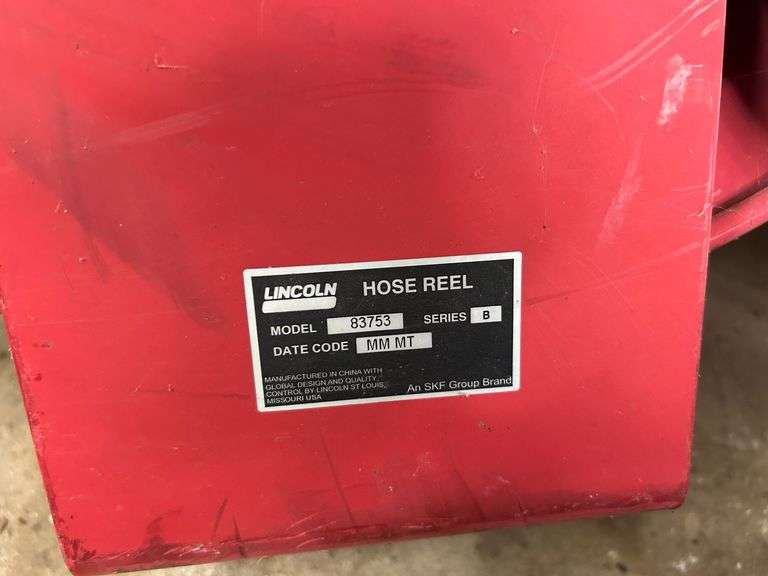 LINCOLN HOSE REEL
MODEL 83753 SERIES B
DATE CODE MM MT
MANUFACTURED IN CHINA WITH
GLOBAL DESIGN AND QUALITY
CONTROL BY LINCOLN ST LOUIS,
MISSOURI USA
An SKF Group Brand